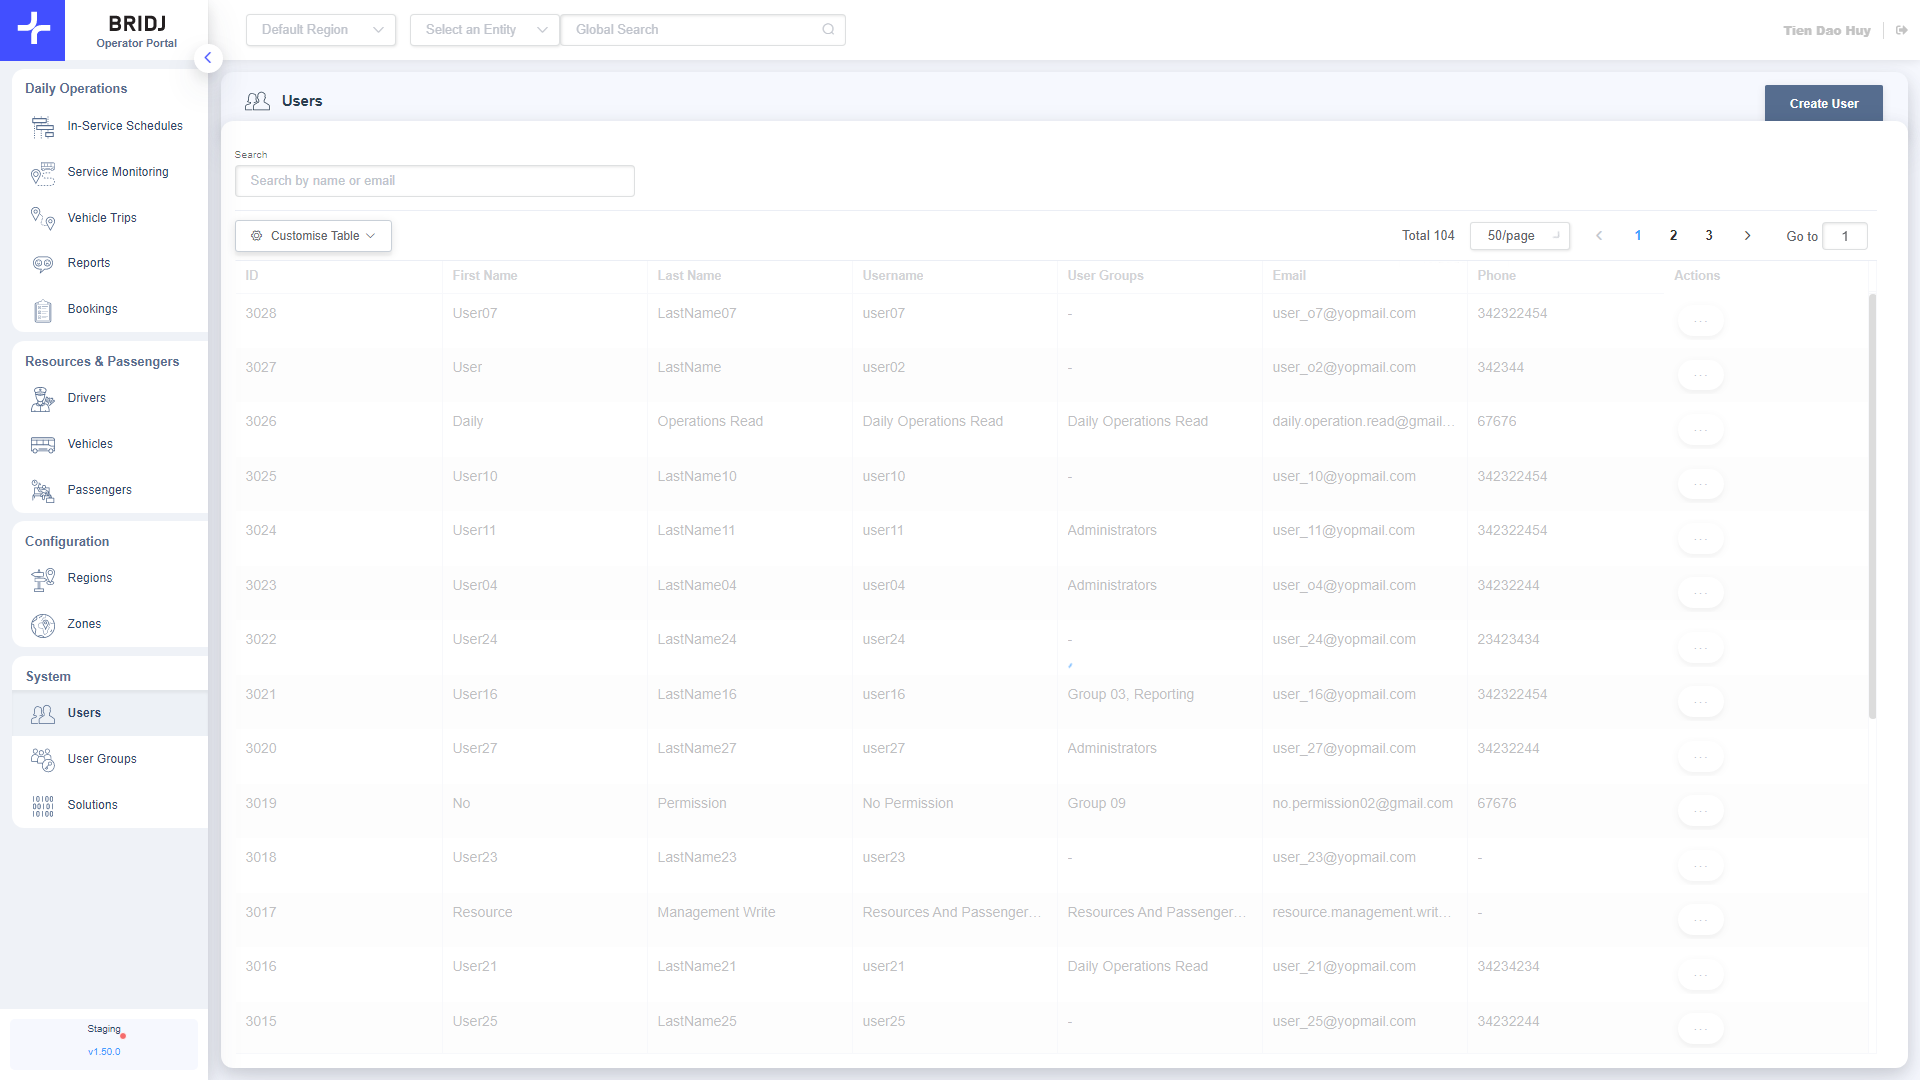 BRIDJ
Operator Portal
Default Region
Select an Entity
Global Search
Tien Dao Huy
Daily Operations
In-Service Schedules
Service Monitoring
Vehicle Trips
Reports
Bookings
Resources & Passengers
Drivers
Vehicles
Passengers
Configuration
Regions
Zones
System
Users
User Groups
Solutions
Staging
v1.50.0
Users
Create User
Search
Search by name or email
Customise Table
Total 104
50/page
1 2 3
Go to 1
ID First Name Last Name Username User Groups Email Phone Actions
3028 User07 LastName07 user07 - user_o7@yopmail.com 342322454 ...
3027 User LastName user02 - user_o2@yopmail.com 342344 ...
3026 Daily Operations Read Daily Operations Read Daily Operations Read daily.operation.read@gmail... 67676 ...
3025 User10 LastName10 user10 - user_10@yopmail.com 342322454 ...
3024 User11 LastName11 user11 Administrators user_11@yopmail.com 342322454 ...
3023 User04 LastName04 user04 Administrators user_o4@yopmail.com 34232244 ...
3022 User24 LastName24 user24 - user_24@yopmail.com 23423434 ...
3021 User16 LastName16 user16 Group 03, Reporting user_16@yopmail.com 342322454 ...
3020 User27 LastName27 user27 Administrators user_27@yopmail.com 34232244 ...
3019 No Permission No Permission Group 09 no.permission02@gmail.com 67676 ...
3018 User23 LastName23 user23 - user_23@yopmail.com - ...
3017 Resource Management Write Resources And Passenger... Resources And Passenger... resource.management.writ... - ...
3016 User21 LastName21 user21 Daily Operations Read user_21@yopmail.com 34234234 ...
3015 User25 LastName25 user25 - user_25@yopmail.com 34232244 ...